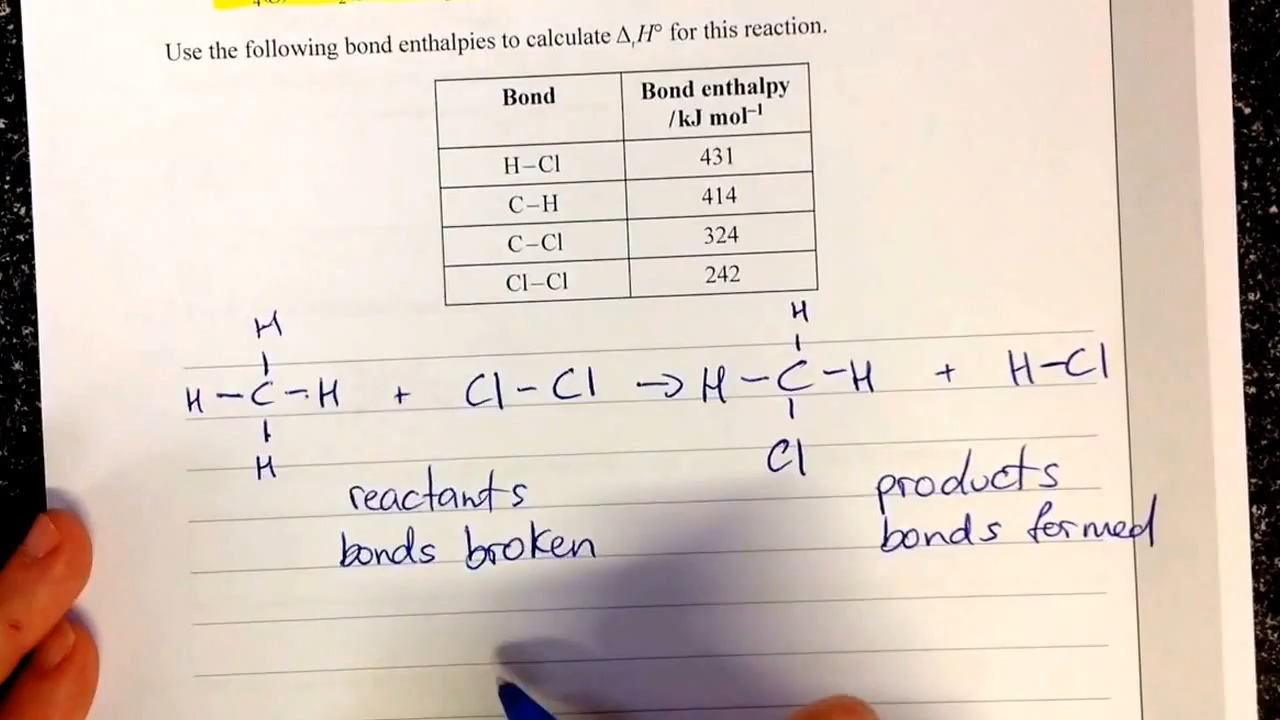 Use the following bond enthalpies to calculate ΔᵣH° for this reaction.
Bond Bond enthalpy /kJ mol⁻¹
H–Cl 431
C–H 414
C–Cl 324
Cl–Cl 242
H H
H–C–H + Cl–Cl → H–C–H + H–Cl
H Cl
reactants products
bonds broken bonds formed